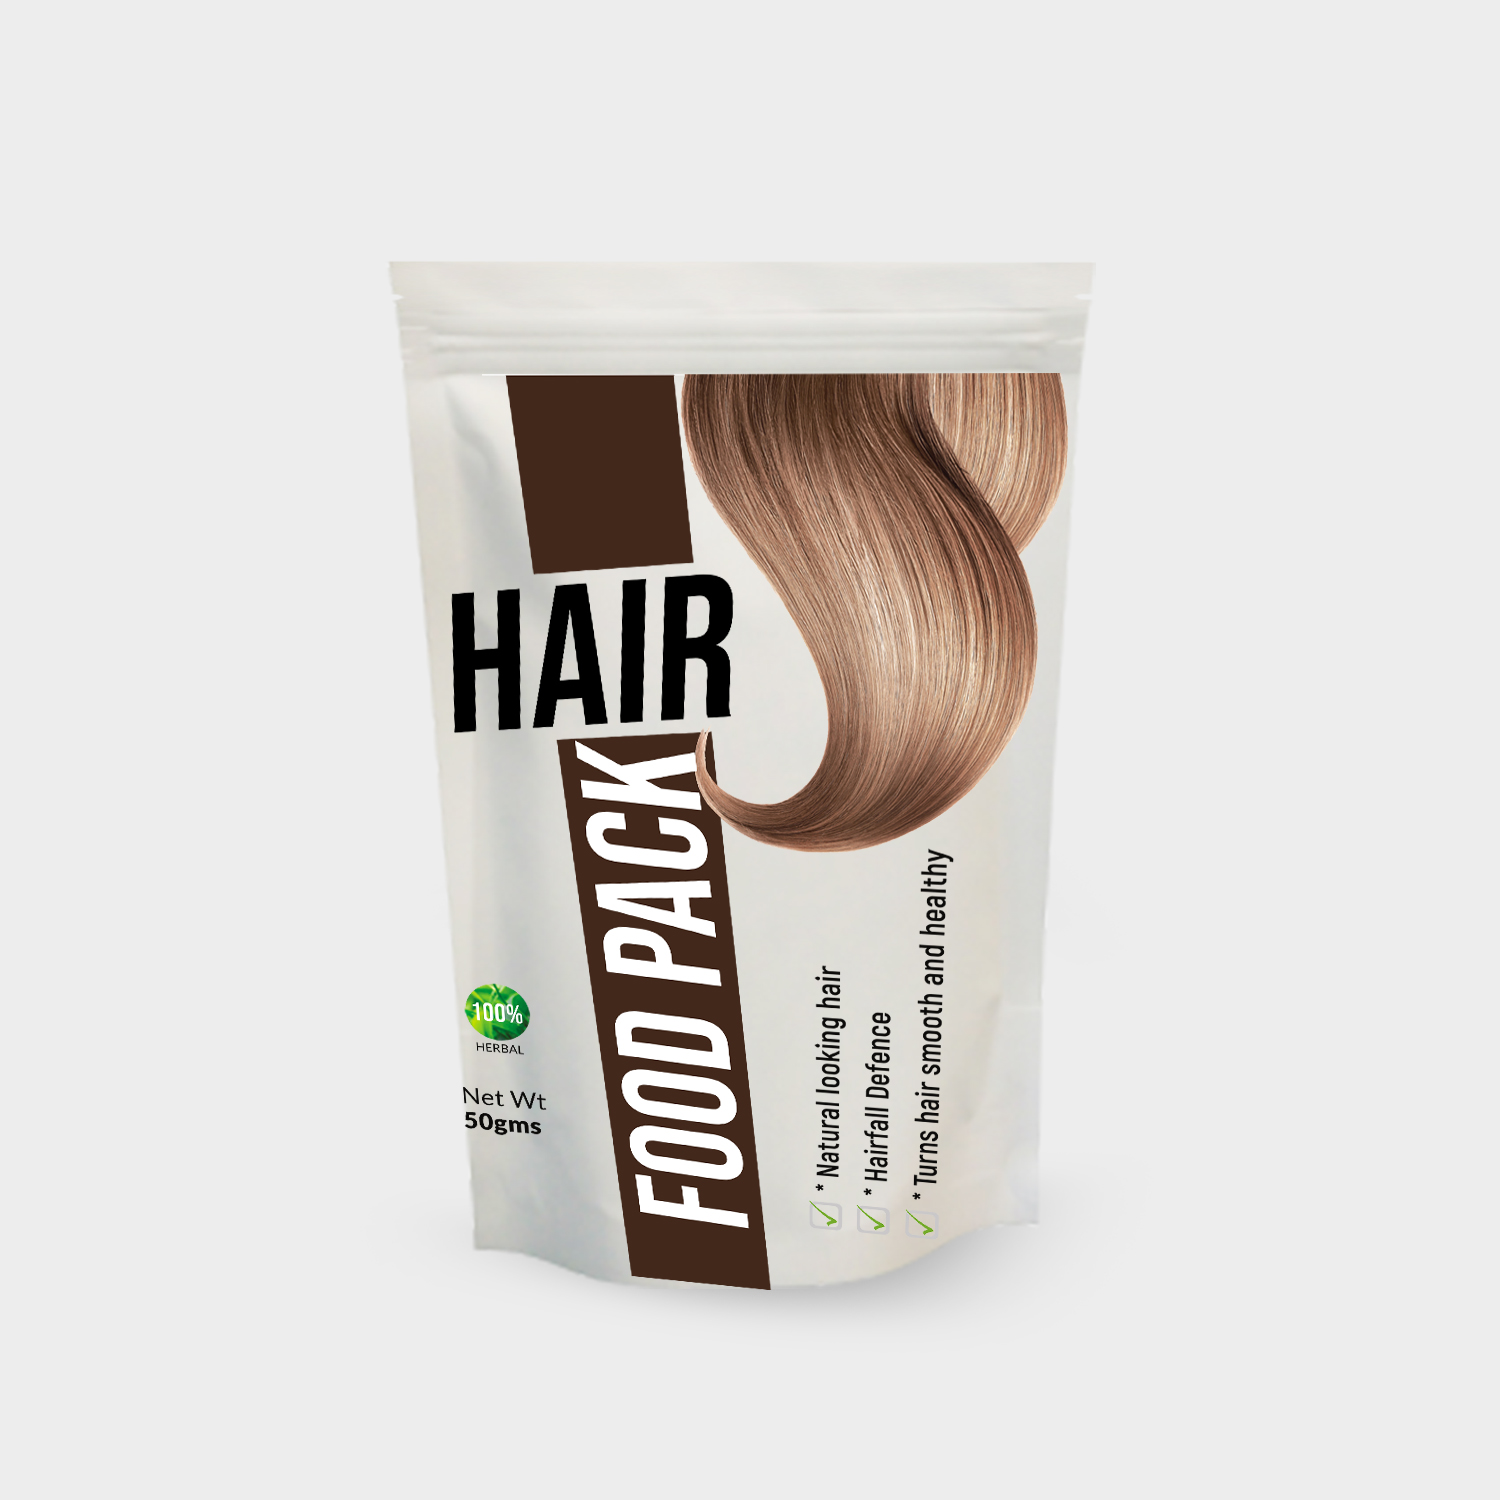 HAIR
FOOD PACK
100%
HERBAL
Net Wt
50gms
* Natural looking hair
* Hairfall Defence
* Turns hair smooth and healthy